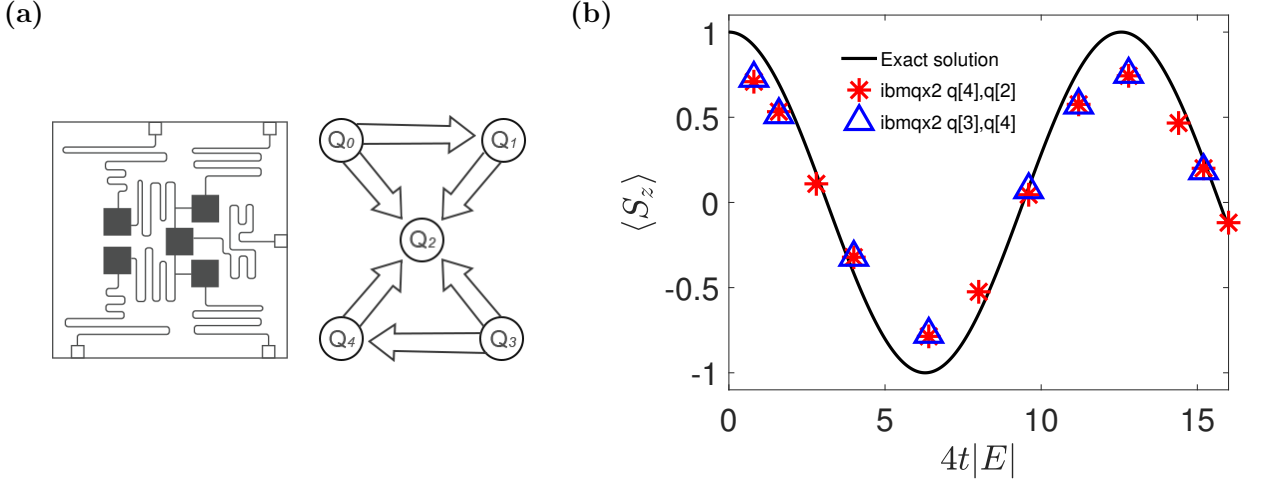 (a)
Q0
Q1
Q2
Q4
Q3
(b)
Exact solution
ibmqx2 q[4],q[2]
ibmqx2 q[3],q[4]
1
0.5
0
-0.5
-1
⟨S_z⟩
0
5
10
15
4t|E|